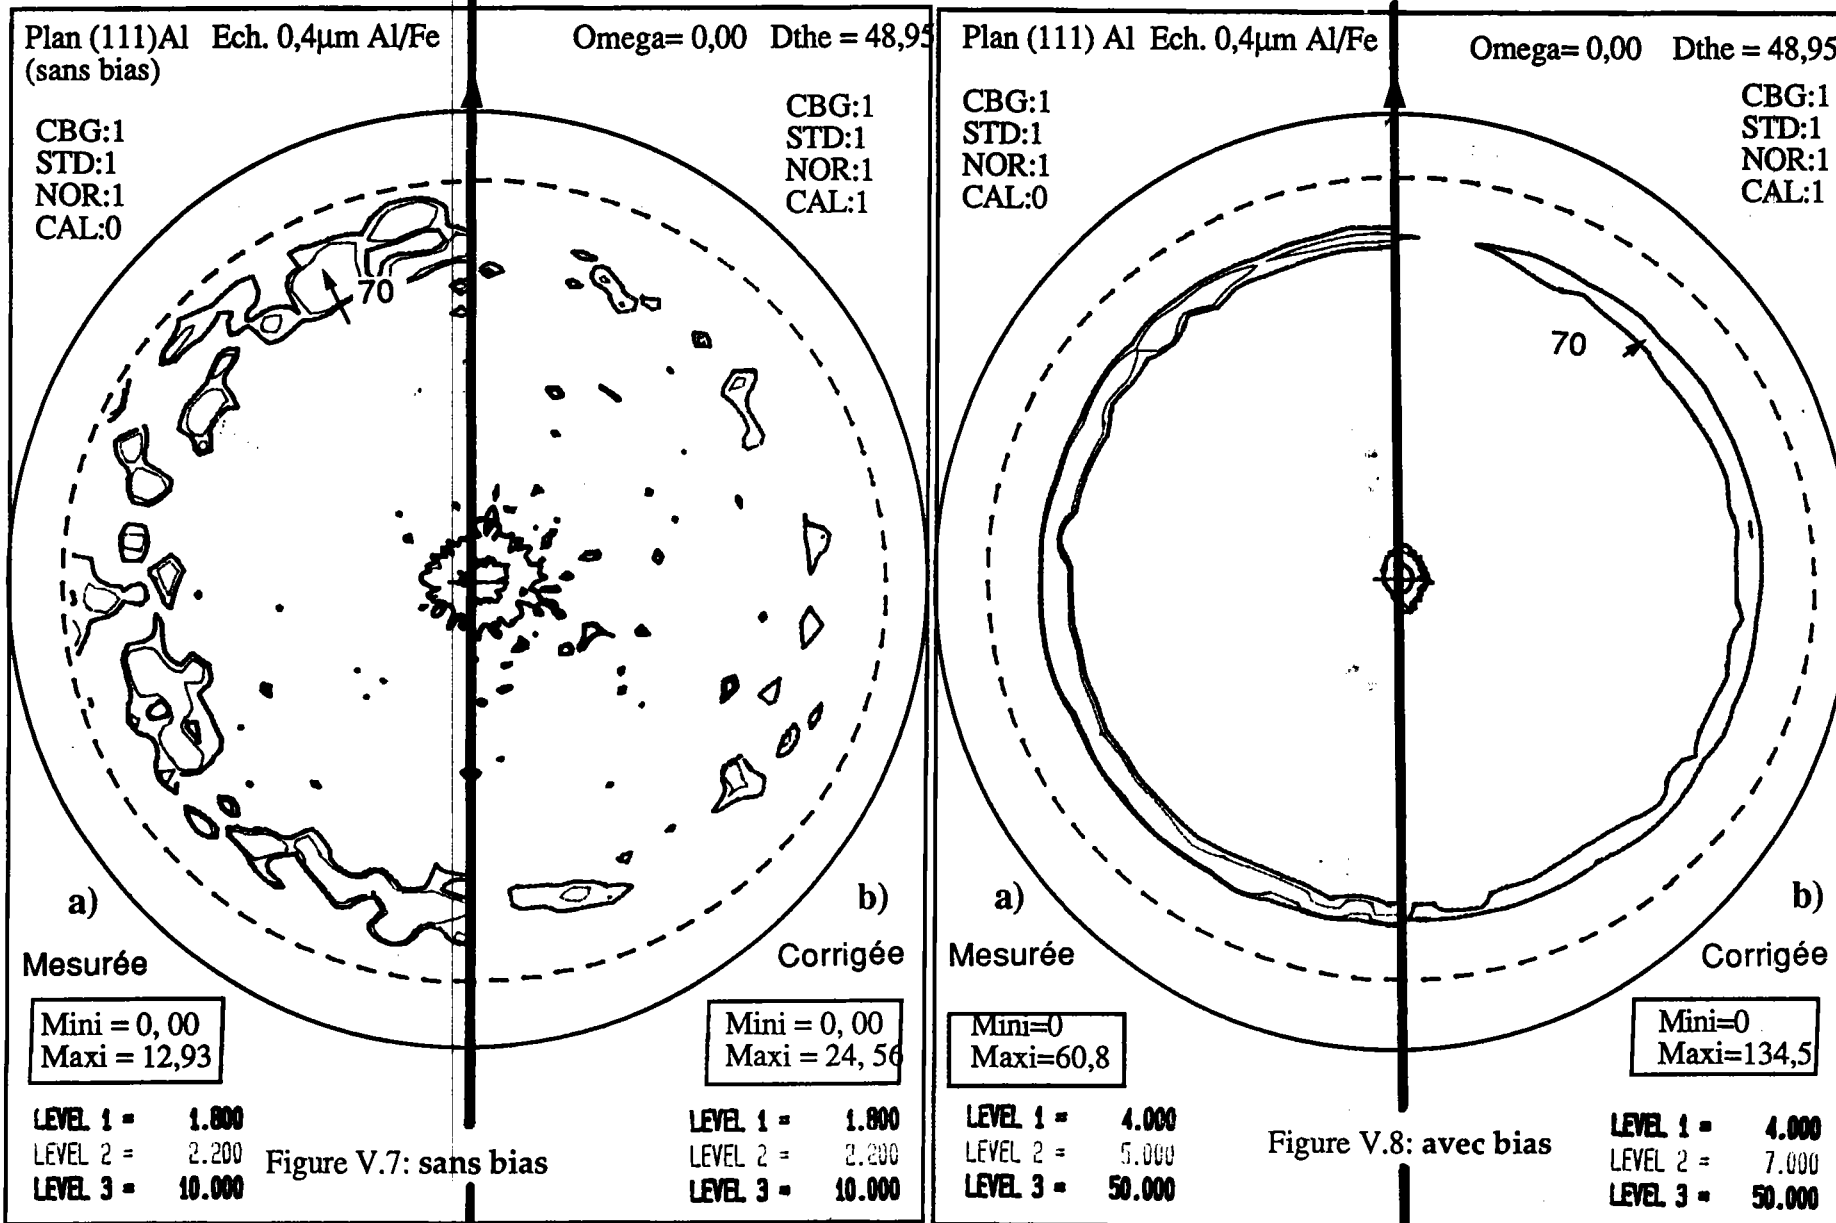 Plan (111)Al Ech. 0,4µm Al/Fe
(sans bias)
Omega= 0,00 Dthe = 48,95
CBG:1
STD:1
NOR:1
CAL:0
CBG:1
STD:1
NOR:1
CAL:1
70
a)
b)
Mesurée
Corrigée
Mini = 0, 00
Maxi = 12,93
Mini = 0, 00
Maxi = 24, 56
LEVEL 1 = 1.800
LEVEL 2 = 2.200
LEVEL 3 = 10.000
LEVEL 1 = 1.800
LEVEL 2 = 2.200
LEVEL 3 = 10.000
Figure V.7: sans bias
Plan (111) Al Ech. 0,4µm Al/Fe
Omega= 0,00 Dthe = 48,95
CBG:1
STD:1
NOR:1
CAL:0
CBG:1
STD:1
NOR:1
CAL:1
70
a)
b)
Mesurée
Corrigée
Mini=0
Maxi=60,8
Mini=0
Maxi=134,5
LEVEL 1 = 4.000
LEVEL 2 = 5.000
LEVEL 3 = 50.000
Figure V.8: avec bias
LEVEL 1 = 4.000
LEVEL 2 = 7.000
LEVEL 3 = 50.000